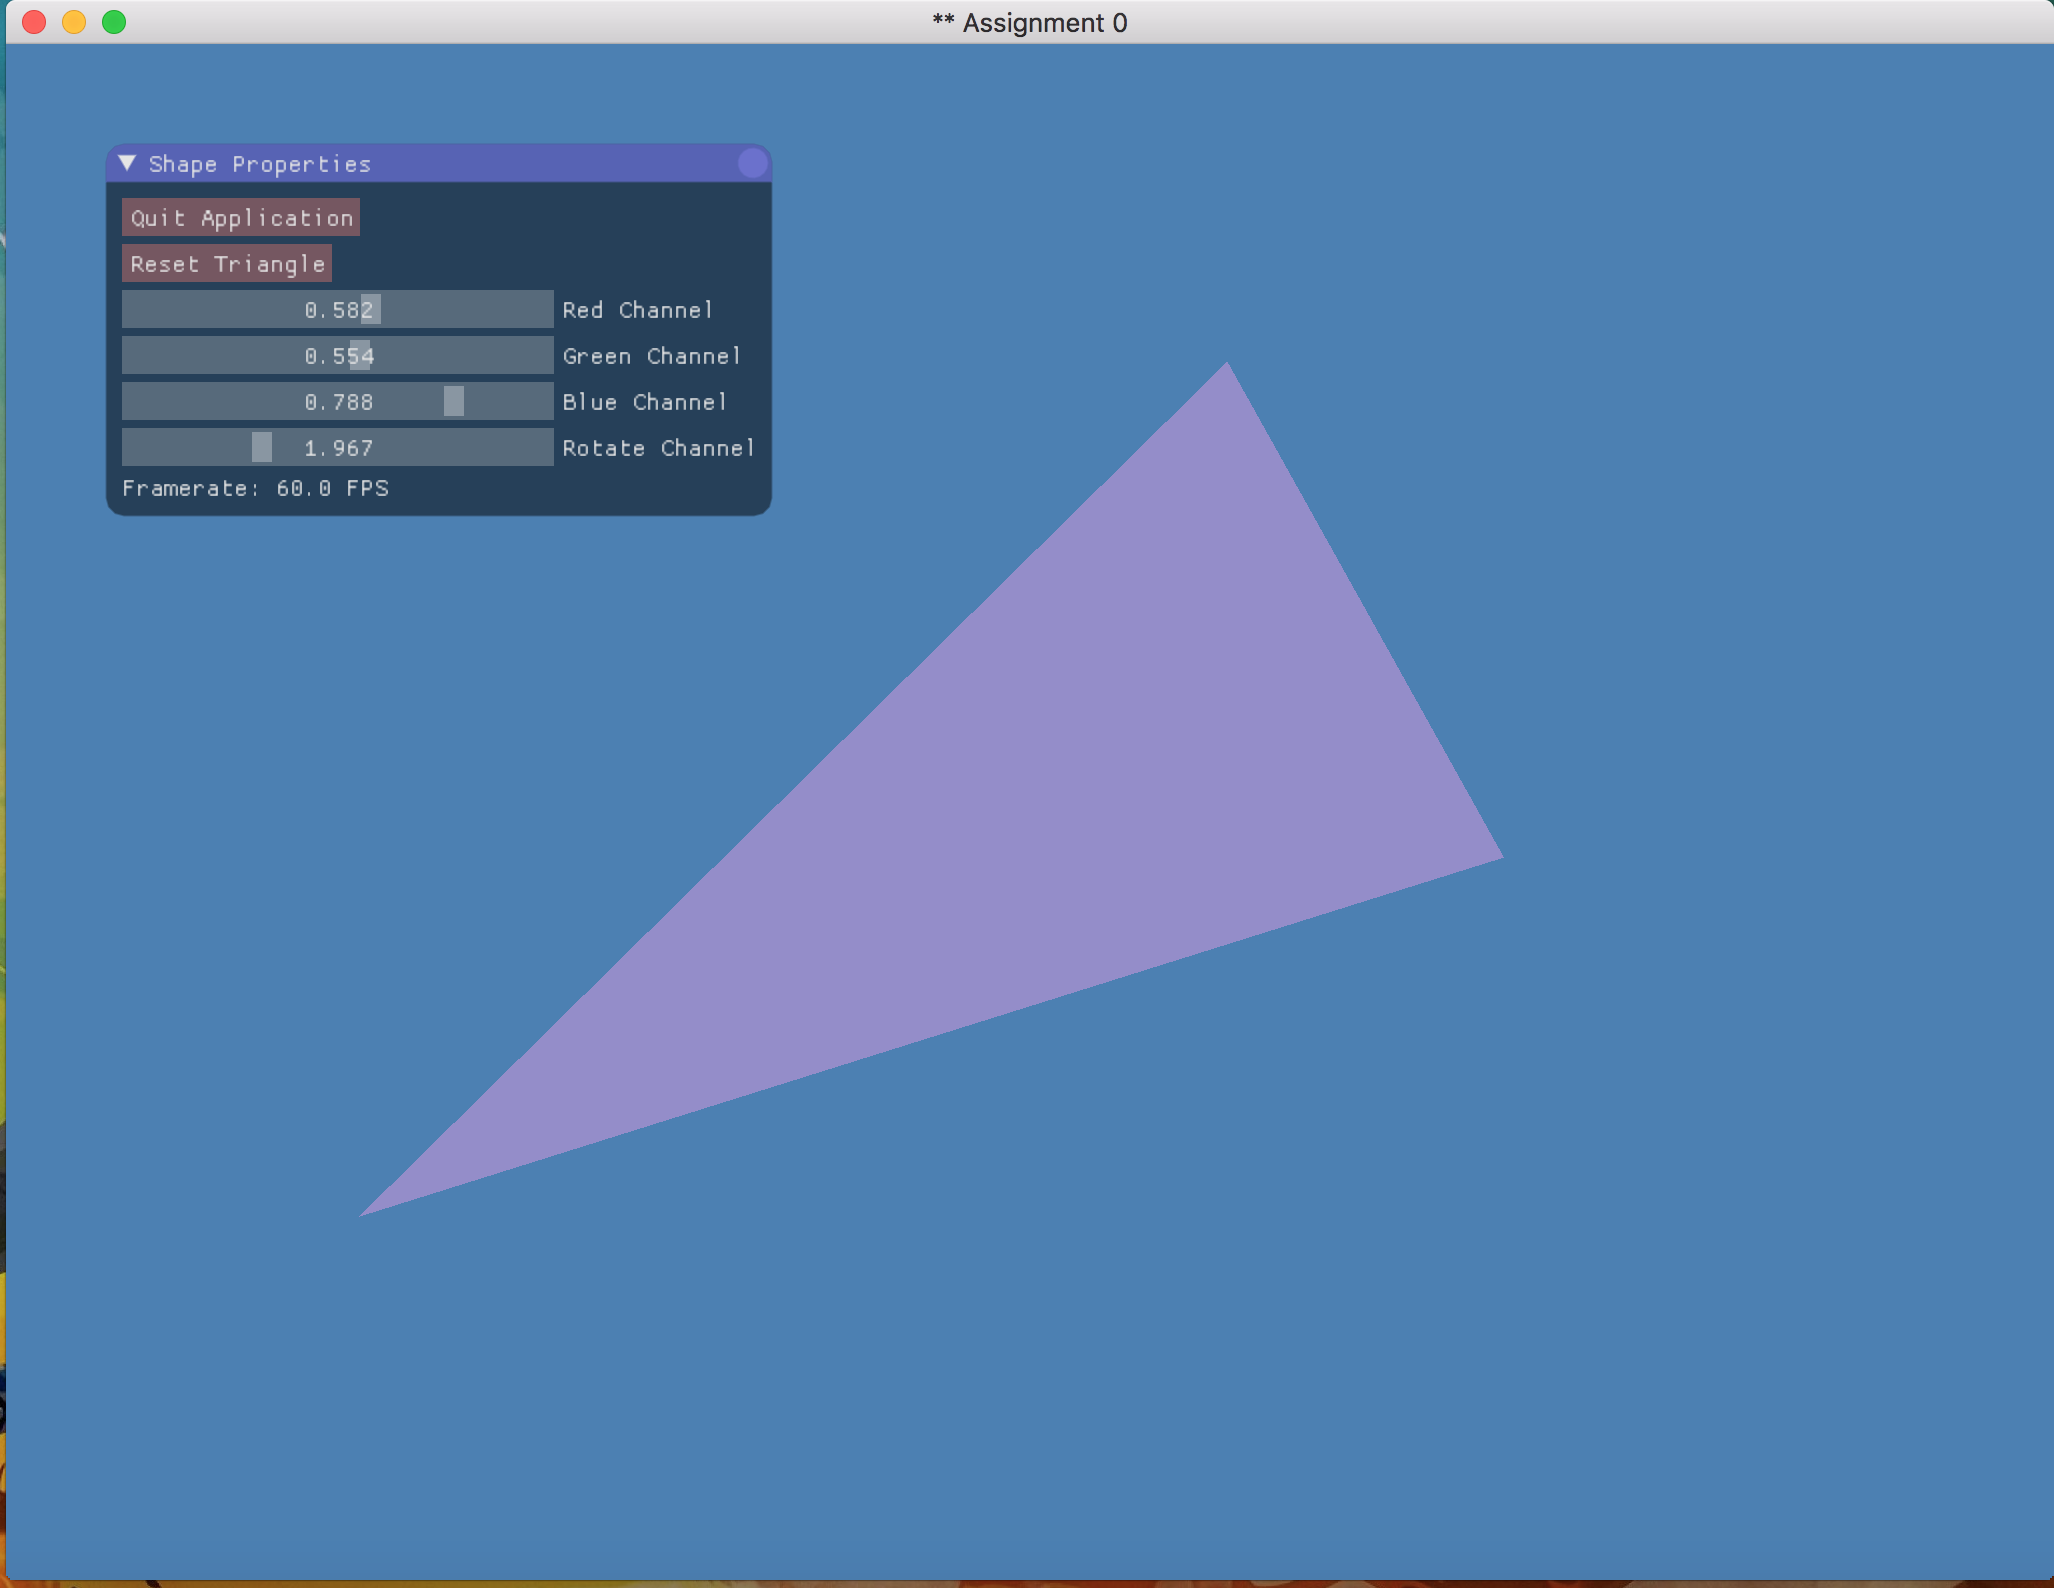 ** Assignment 0
Shape Properties
Quit Application
Reset Triangle
0.582 Red Channel
0.554 Green Channel
0.788 Blue Channel
1.967 Rotate Channel
Framerate: 60.0 FPS